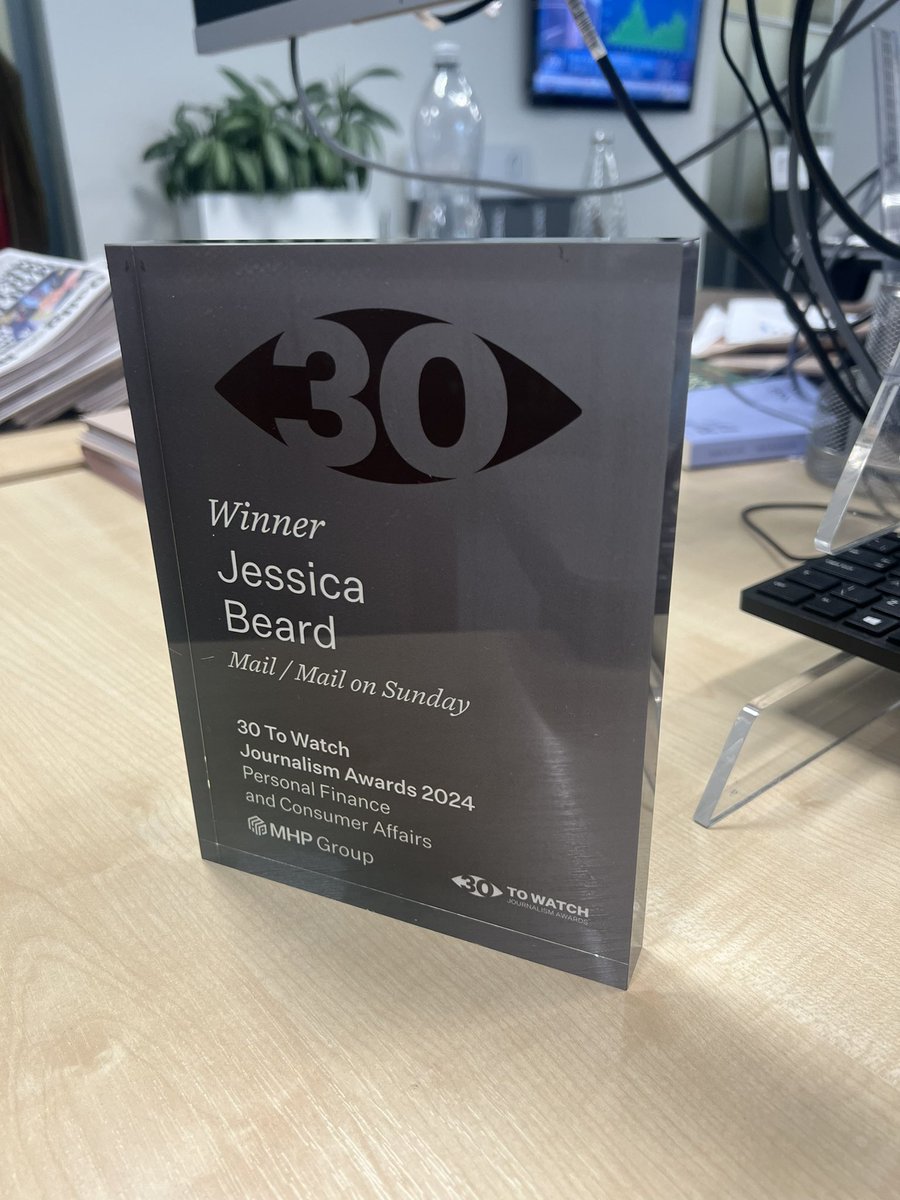 30
Winner
Jessica
Beard
Mail / Mail on Sunday
30 To Watch
Journalism Awards 2024
Personal Finance
and Consumer Affairs
MHP Group
30 TO WATCH
JOURNALISM AWARDS